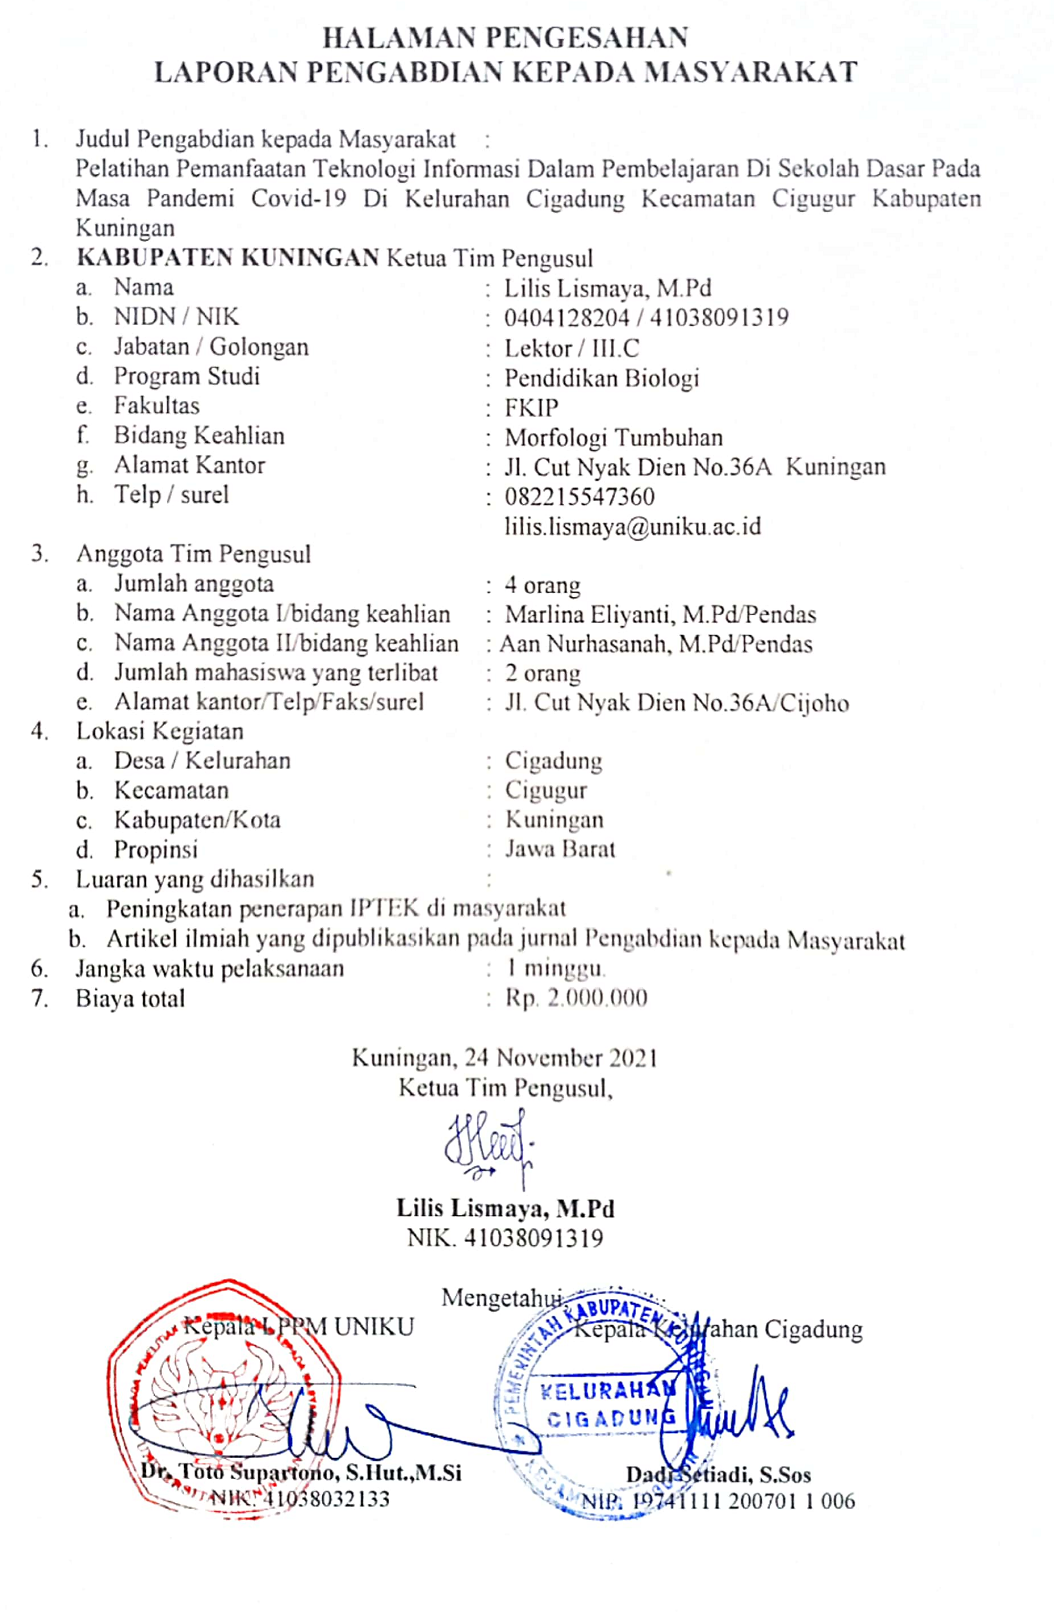 HALAMAN PENGESAHAN
LAPORAN PENGABDIAN KEPADA MASYARAKAT
1. Judul Pengabdian kepada Masyarakat :
Pelatihan Pemanfaatan Teknologi Informasi Dalam Pembelajaran Di Sekolah Dasar Pada
Masa Pandemi Covid-19 Di Kelurahan Cigadung Kecamatan Cigugur Kabupaten
Kuningan
2. KABUPATEN KUNINGAN Ketua Tim Pengusul
a. Nama : Lilis Lismaya, M.Pd
b. NIDN / NIK : 0404128204 / 41038091319
c. Jabatan / Golongan : Lektor / III.C
d. Program Studi : Pendidikan Biologi
e. Fakultas : FKIP
f. Bidang Keahlian : Morfologi Tumbuhan
g. Alamat Kantor : Jl. Cut Nyak Dien No.36A Kuningan
h. Telp / surel : 082215547360
lilis.lismaya@uniku.ac.id
3. Anggota Tim Pengusul
a. Jumlah anggota : 4 orang
b. Nama Anggota I/bidang keahlian : Marlina Eliyanti, M.Pd/Pendas
c. Nama Anggota II/bidang keahlian : Aan Nurhasanah, M.Pd/Pendas
d. Jumlah mahasiswa yang terlibat : 2 orang
e. Alamat kantor/Telp/Faks/surel : Jl. Cut Nyak Dien No.36A/Cijoho
4. Lokasi Kegiatan
a. Desa / Kelurahan : Cigadung
b. Kecamatan : Cigugur
c. Kabupaten/Kota : Kuningan
d. Propinsi : Jawa Barat
5. Luaran yang dihasilkan :
a. Peningkatan penerapan IPTEK di masyarakat
b. Artikel ilmiah yang dipublikasikan pada jurnal Pengabdian kepada Masyarakat
6. Jangka waktu pelaksanaan : 1 minggu.
7. Biaya total : Rp. 2.000.000
Kuningan, 24 November 2021
Ketua Tim Pengusul,
Lilis Lismaya, M.Pd
NIK. 41038091319
Mengetahui,
Kepala LPPM UNIKU
Kepala Kelurahan Cigadung
PEMERINTAH KABUPATEN KUNINGAN
KELURAHAN
CIGADUNG
Dr. Toto Supartono, S.Hut.,M.Si
Dadi Setiadi, S.Sos
NIK. 41038032133
NIP. 19741111 200701 1 006